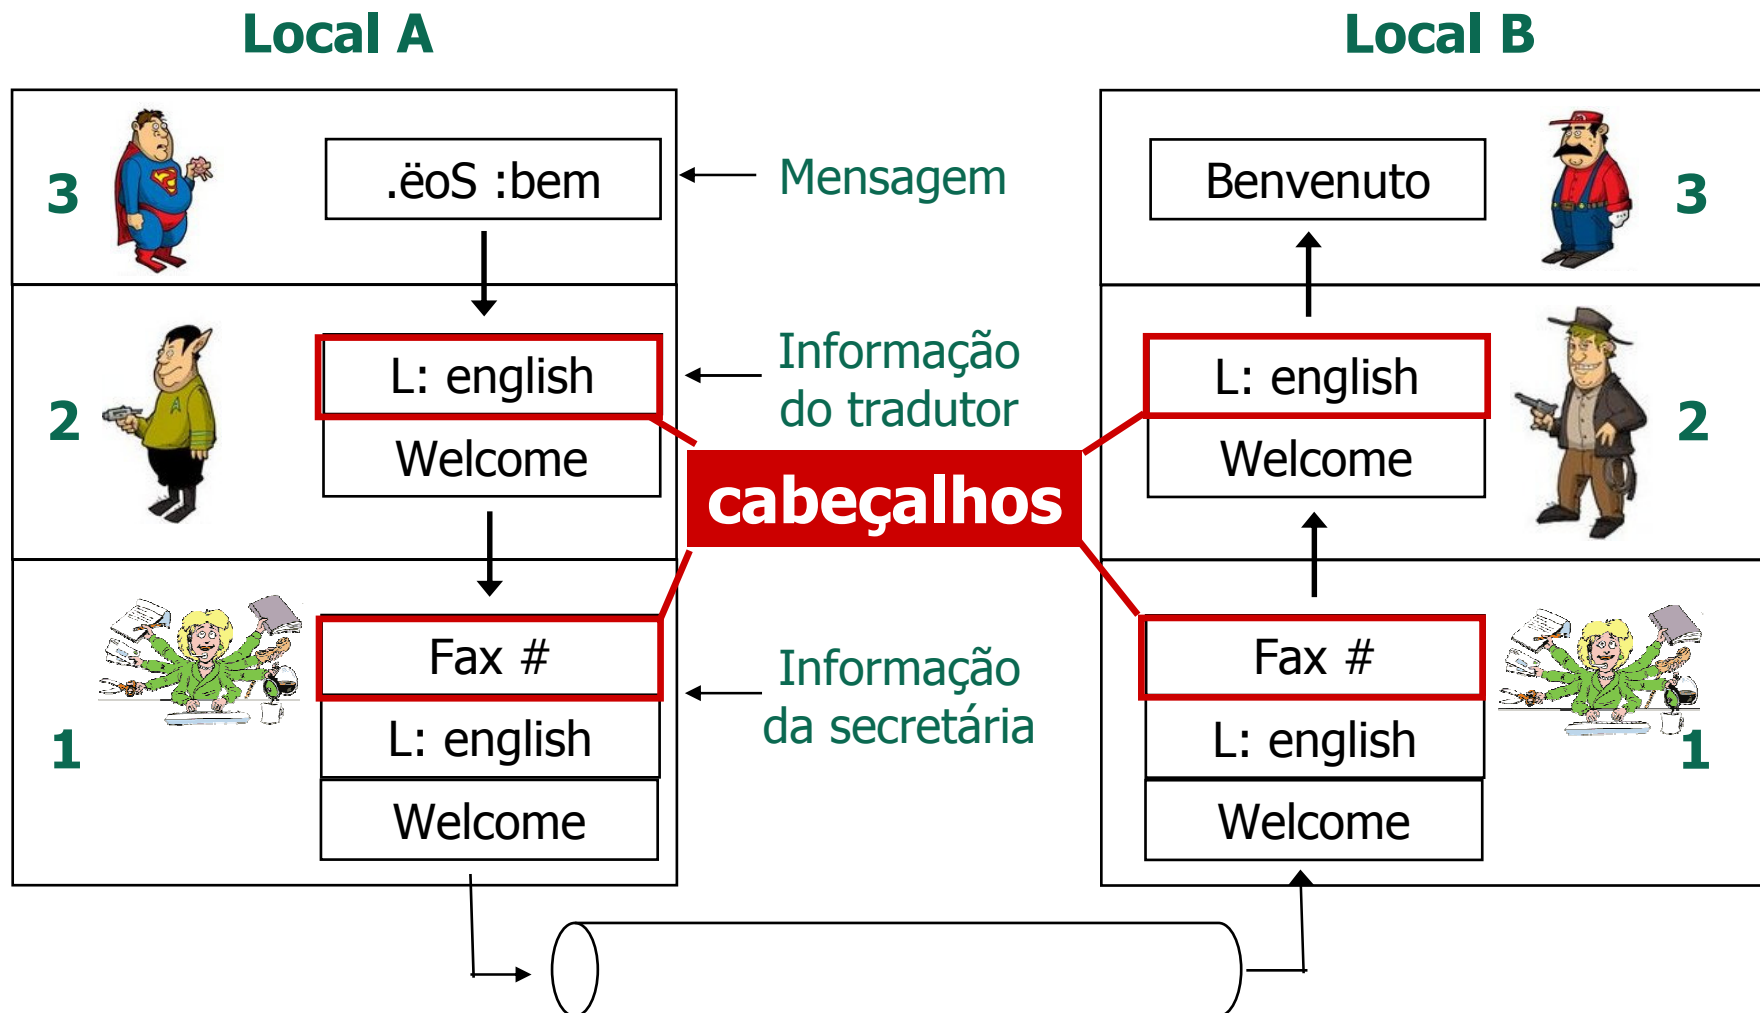 Local A
Local B
3
.ëoS :bem
Mensagem
Benvenuto
3
2
L: english
Welcome
Informação
do tradutor
cabeçalhos
L: english
Welcome
2
1
Fax #
L: english
Welcome
Informação
da secretária
Fax #
L: english
Welcome
1